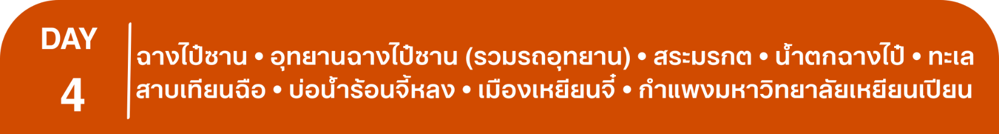 DAY
4
ฉางไป๋ซาน • อุทยานฉางไป๋ซาน (รวมรถอุทยาน) • สระมรกต • น้ำตกฉางไป๋ • ทะเล
สาบเทียนฉือ • บ่อน้ำร้อนจี้หลง • เมืองเหยียนจี๋ • กำแพงมหาวิทยาลัยเหยียนเปียน